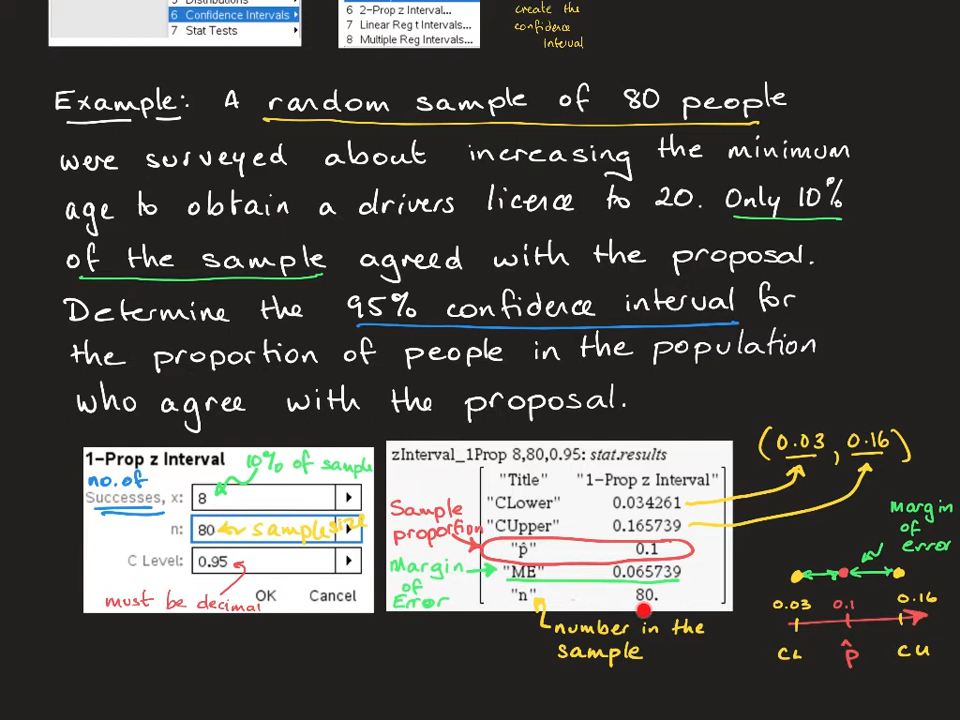 5 Distributions
6 Confidence Intervals
7 Stat Tests
6 2-Prop z Interval...
7 Linear Reg t Intervals...
8 Multiple Reg Intervals...
create the
confidence
Interval
Example: A random sample of 80 people
were surveyed about increasing the minimum
age to obtain a drivers licence to 20. Only 10%
of the sample agreed with the proposal.
Determine the 95% confidence interval for
the proportion of people in the population
who agree with the proposal.
1-Prop z Interval
10% of sample
no. of
Successes, x: 8
n: 80 sample size
C Level: 0.95
must be decimal
OK Cancel
zInterval_1Prop 8,80,0.95: stat.results
"Title" "1-Prop z Interval"
"CLower" 0.034261
"CUpper" 0.165739
"p̂" 0.1
"ME" 0.065739
"n" 80.
Sample
proportion
Margin
of
Error
number in the
sample
(0.03, 0.16)
Margin
of
error
0.03 0.1 0.16
CL p̂ CU